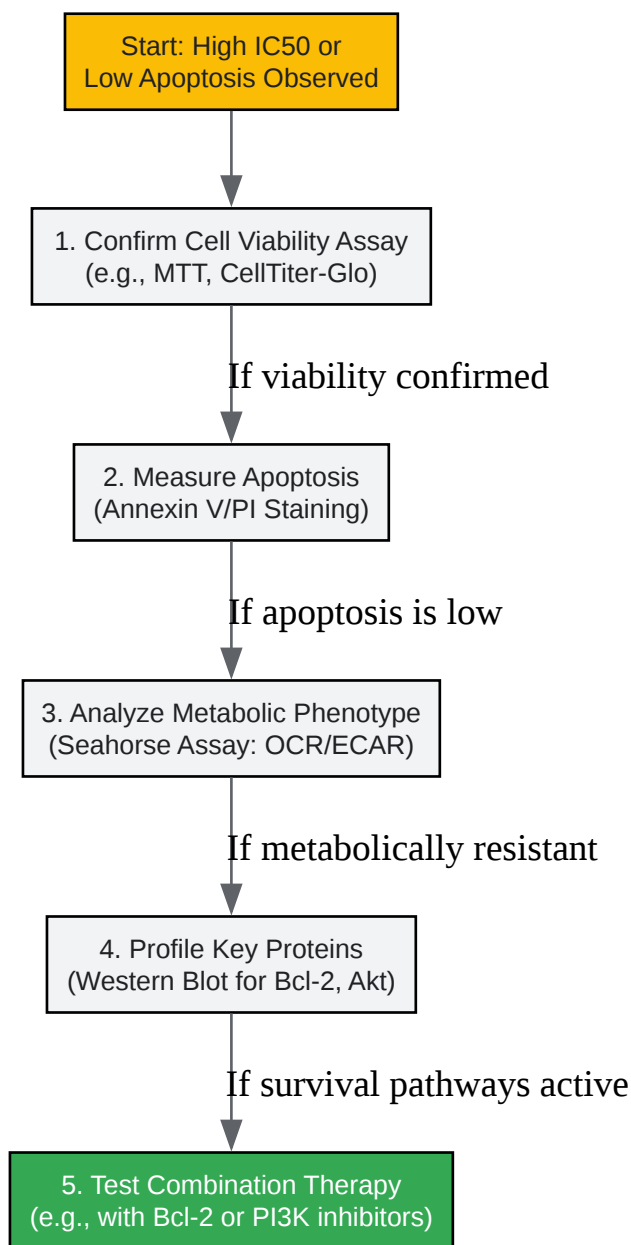 Start: High IC50 or
Low Apoptosis Observed
1. Confirm Cell Viability Assay
(e.g., MTT, CellTiter-Glo)
If viability confirmed
2. Measure Apoptosis
(Annexin V/PI Staining)
If apoptosis is low
3. Analyze Metabolic Phenotype
(Seahorse Assay: OCR/ECAR)
If metabolically resistant
4. Profile Key Proteins
(Western Blot for Bcl-2, Akt)
If survival pathways active
5. Test Combination Therapy
(e.g., with Bcl-2 or PI3K inhibitors)